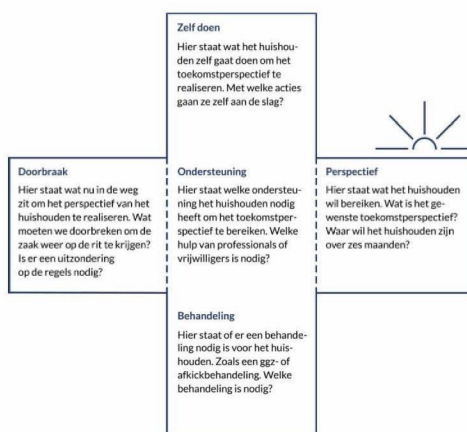 Zelf doen
Hier staat wat het huishou-
den zelf gaat doen om het
toekomstperspectief te
realiseren. Met welke acties
gaan ze zelf aan de slag?
Doorbraak
Hier staat wat nu in de weg
zit om het perspectief van het
huishouden te realiseren. Wat
moeten we doorbreken om de
zaak weer op de rit te krijgen?
Is er een uitzondering
op de regels nodig?
Ondersteuning
Hier staat welke ondersteu-
ning het huishouden nodig
heeft om het toekomstper-
spectief te bereiken. Welke
hulp van professionals of
vrijwilligers is nodig?
Perspectief
Hier staat wat het huishouden
wil bereiken. Wat is het ge-
wenste toekomstperspectief?
Waar wil het huishouden zijn
over zes maanden?
Behandeling
Hier staat of er een behande-
ling nodig is voor het huis-
houden. Zoals een ggz- of
afkickbehandeling. Welke
behandeling is nodig?